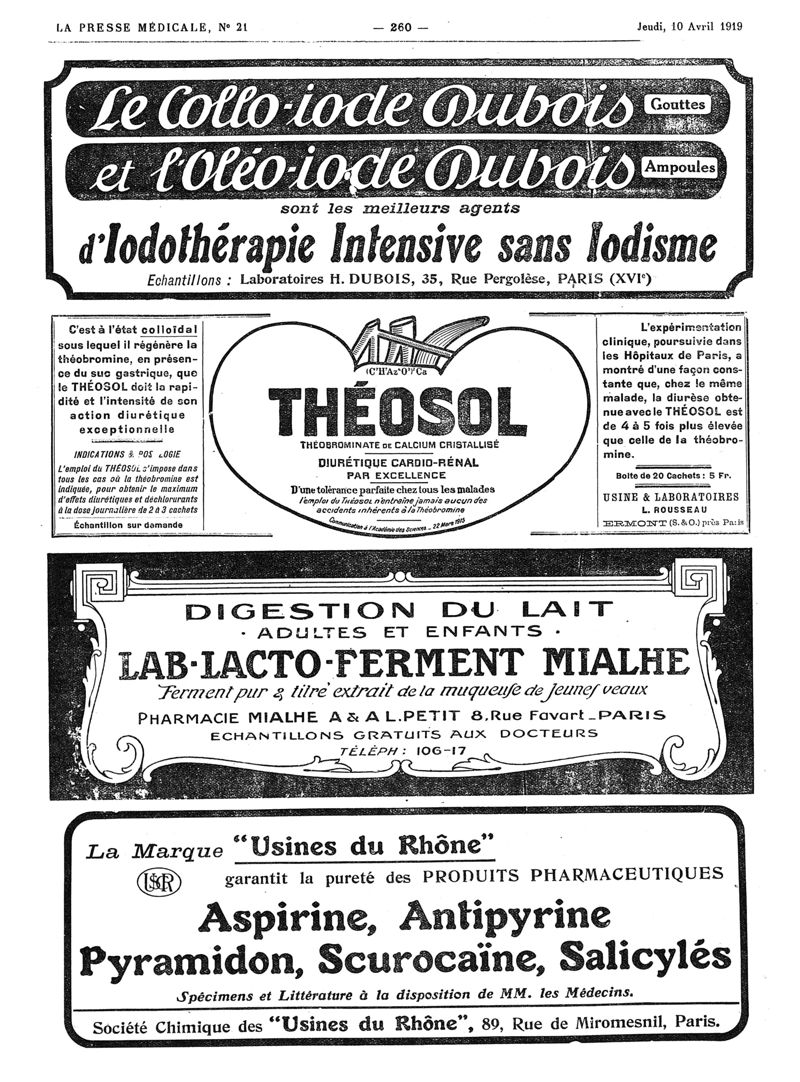 LA PRESSE MÉDICALE, Nº 21 — 260 — Jeudi, 10 Avril 1919
Le Collo-iode Dubois Gouttes
et l'Oléo-iode Dubois Ampoules
sont les meilleurs agents
d'Iodothérapie Intensive sans Iodisme
Echantillons : Laboratoires H. DUBOIS, 35, Rue Pergolèse, PARIS (XVIe)
C'est à l'état colloïdal
sous lequel il régénère la
théobromine, en présen-
ce du suc gastrique, que
le THÉOSOL doit la rapi-
dité et l'intensité de son
action diurétique
exceptionnelle
INDICATIONS & POSOLOGIE
L'emploi du THÉOSOL s'impose dans
tous les cas où la théobromine est
indiquée, pour obtenir le maximum
d'effets diurétiques et déchlorurants
à la dose journalière de 2 à 3 cachets
Échantillon sur demande
(C⁷H⁷Az⁴O²)²Ca
THÉOSOL
THÉOBROMINATE DE CALCIUM CRISTALLISÉ
DIURÉTIQUE CARDIO-RÉNAL
PAR EXCELLENCE
D'une tolérance parfaite chez tous les malades
l'emploi du Théosol n'entraîne jamais aucun des
accidents inhérents à la Théobromine
Communication à l'Académie des Sciences _ 22 Mars 1915
L'expérimentation
clinique, poursuivie dans
les Hôpitaux de Paris, a
montré d'une façon cons-
tante que, chez le même
malade, la diurèse obte-
nue avec le THÉOSOL est
de 4 à 5 fois plus élevée
que celle de la théobro-
mine.
Boîte de 20 Cachets : 5 Fr.
USINE & LABORATOIRES
L. ROUSSEAU
ERMONT (S.&O.) près Paris
DIGESTION DU LAIT
· ADULTES ET ENFANTS ·
LAB-LACTO-FERMENT MIALHE
Ferment pur & titré extrait de la muqueuse de jeunes veaux
PHARMACIE MIALHE A & A L. PETIT 8, Rue Favart _ PARIS
ECHANTILLONS GRATUITS AUX DOCTEURS
TÉLÉPH : 106-17
La Marque "Usines du Rhône"
garantit la pureté des PRODUITS PHARMACEUTIQUES
Aspirine, Antipyrine
Pyramidon, Scurocaïne, Salicylés
Spécimens et Littérature à la disposition de MM. les Médecins.
Société Chimique des "Usines du Rhône", 89, Rue de Miromesnil, Paris.